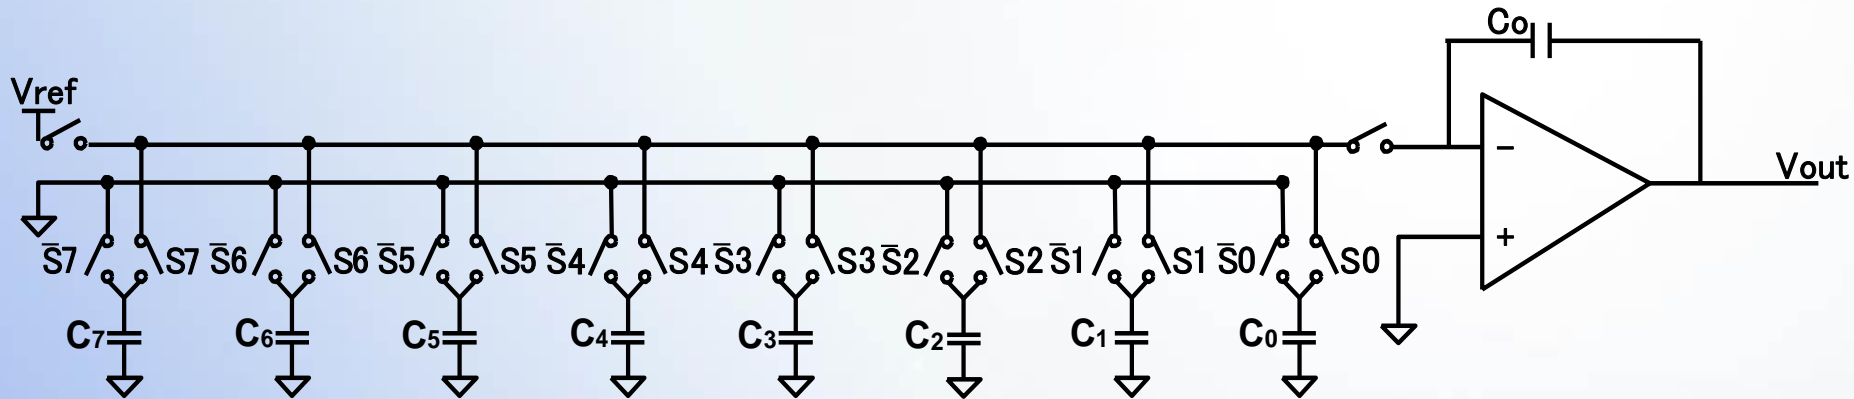 Co
Vref
Vout
−
+
S̅7 S7 S̅6 S6 S̅5 S5 S̅4 S4 S̅3 S3 S̅2 S2 S̅1 S1 S̅0 S0
C7 C6 C5 C4 C3 C2 C1 C0